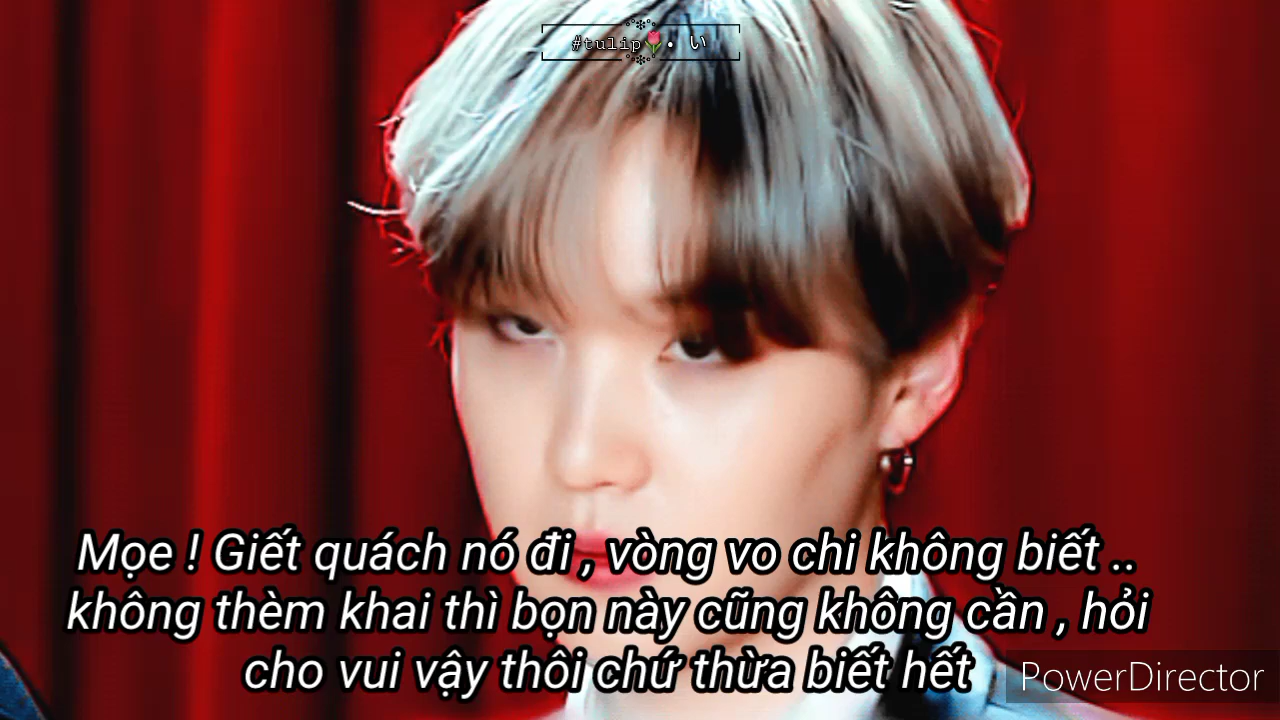 #tulip🌷• い
Mọe ! Giết quách nó đi , vòng vo chi không biết ..
không thèm khai thì bọn này cũng không cần , hỏi
cho vui vậy thôi chứ thừa biết hết
PowerDirector